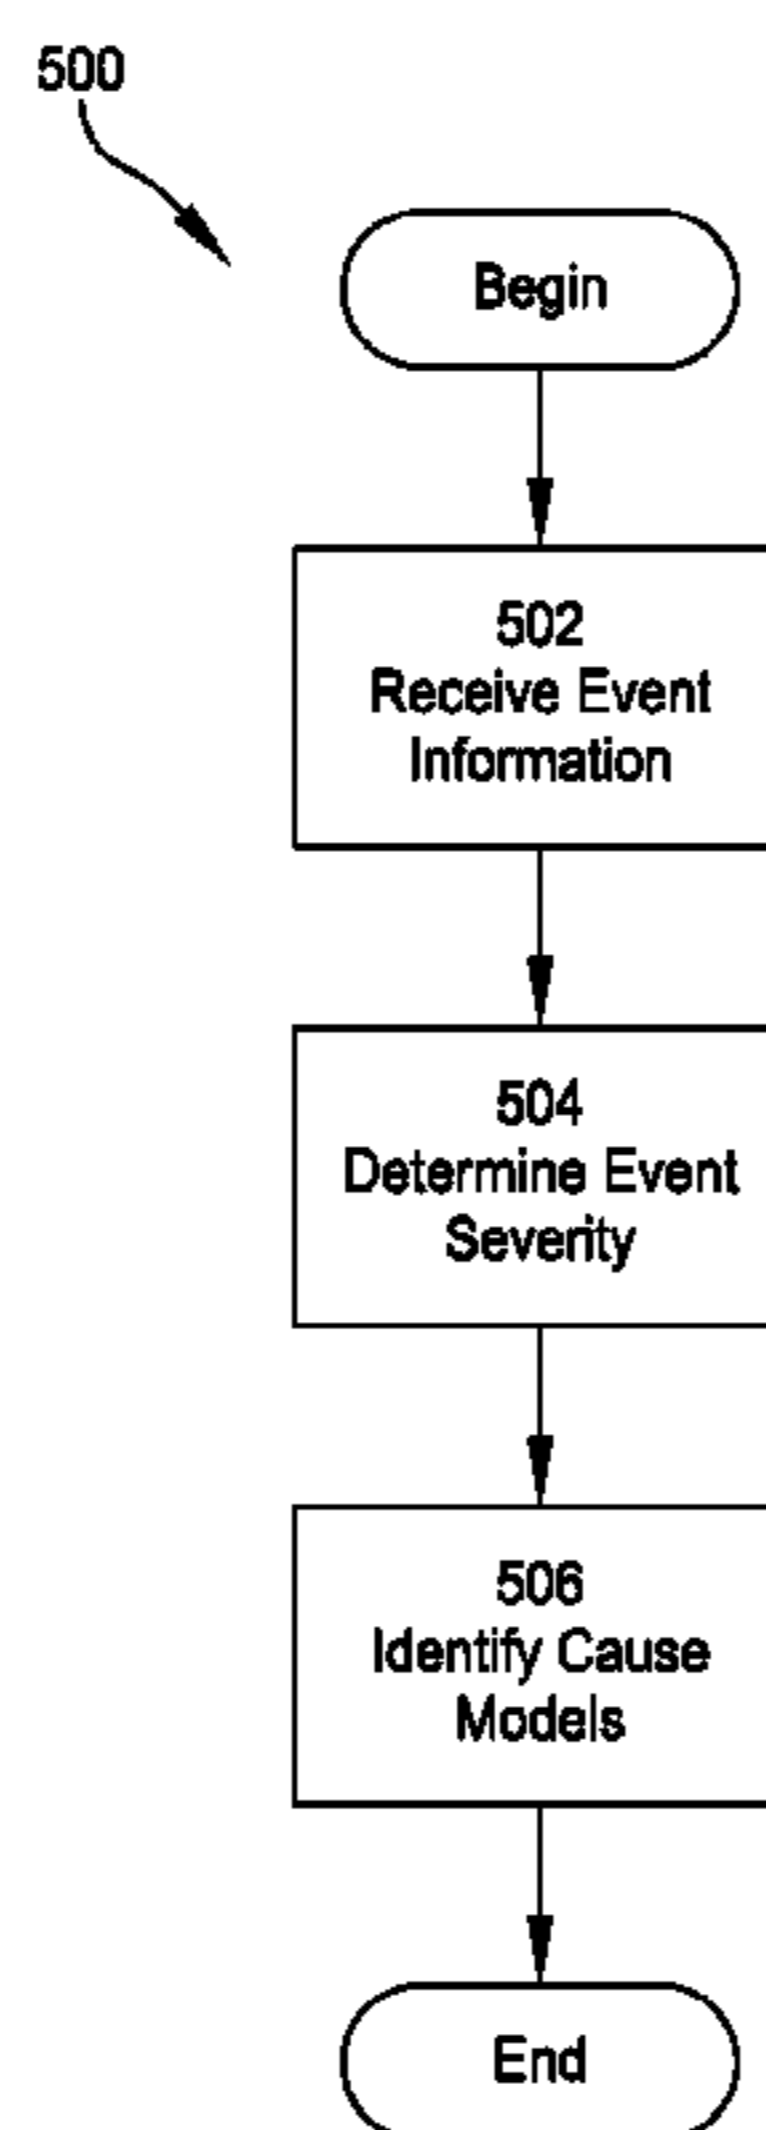 500
Begin
502
Receive Event
Information
504
Determine Event
Severity
506
Identify Cause
Models
End